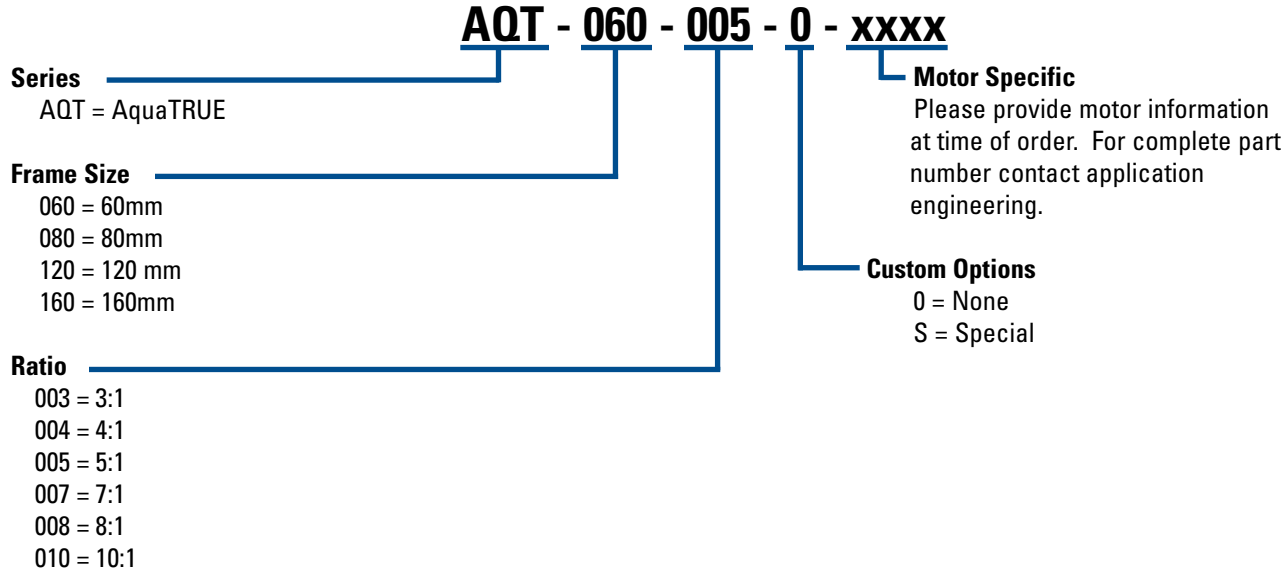 AQT - 060 - 005 - 0 - xxxx
Series
AQT = AquaTRUE
Frame Size
060 = 60mm
080 = 80mm
120 = 120 mm
160 = 160mm
Ratio
003 = 3:1
004 = 4:1
005 = 5:1
007 = 7:1
008 = 8:1
010 = 10:1
Motor Specific
Please provide motor information
at time of order.  For complete part
number contact application
engineering.
Custom Options
0 = None
S = Special